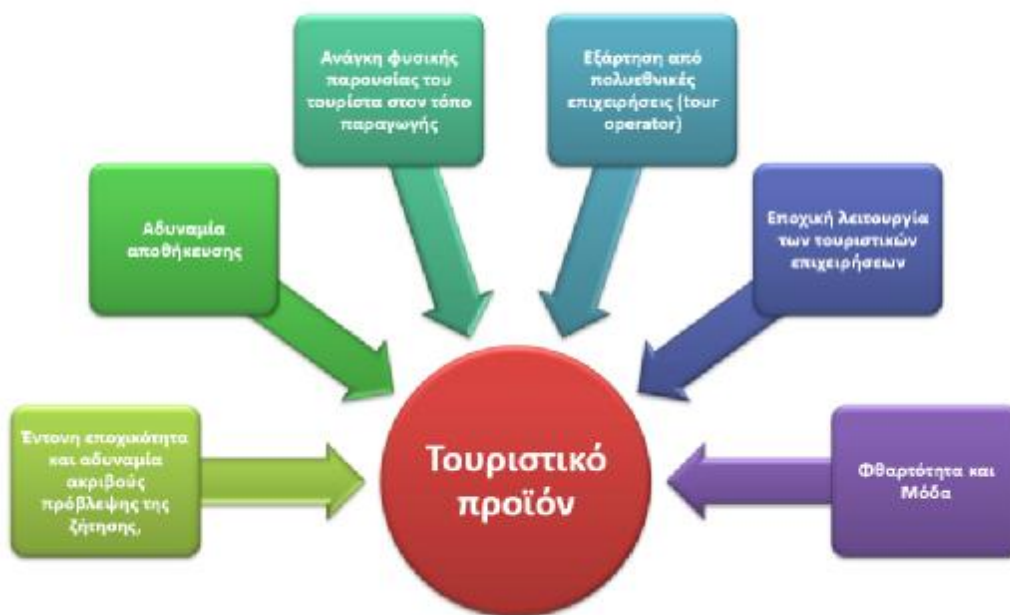 Ανάγκη φυσικής
παρουσίας του
τουρίστα στον τόπο
παραγωγής
Εξάρτηση από
πολυεθνικές
επιχειρήσεις (tour
operator)
Αδυναμία
αποθήκευσης
Εποχική λειτουργία
των τουριστικών
επιχειρήσεων
Έντονη εποχικότητα
και αδυναμία
ακριβούς
πρόβλεψης της
ζήτησης,
Τουριστικό
προϊόν
Φθαρτότητα και
Μόδα